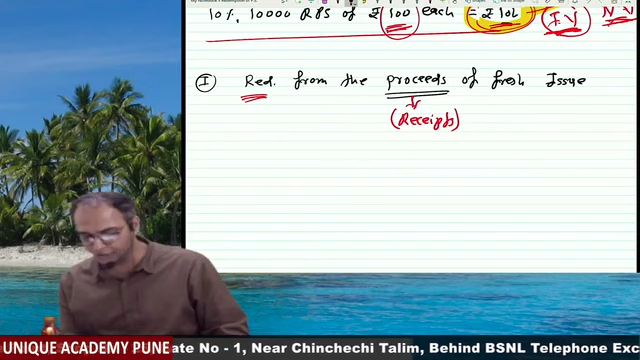 10%, 10000 RPS of ₹ 100 each = ₹ 102 I V N V
I Red. from the proceeds of fresh Issue
(Receipts)
UNIQUE ACADEMY PUNE ate No - 1, Near Chinchechi Talim, Behind BSNL Telephone Exc